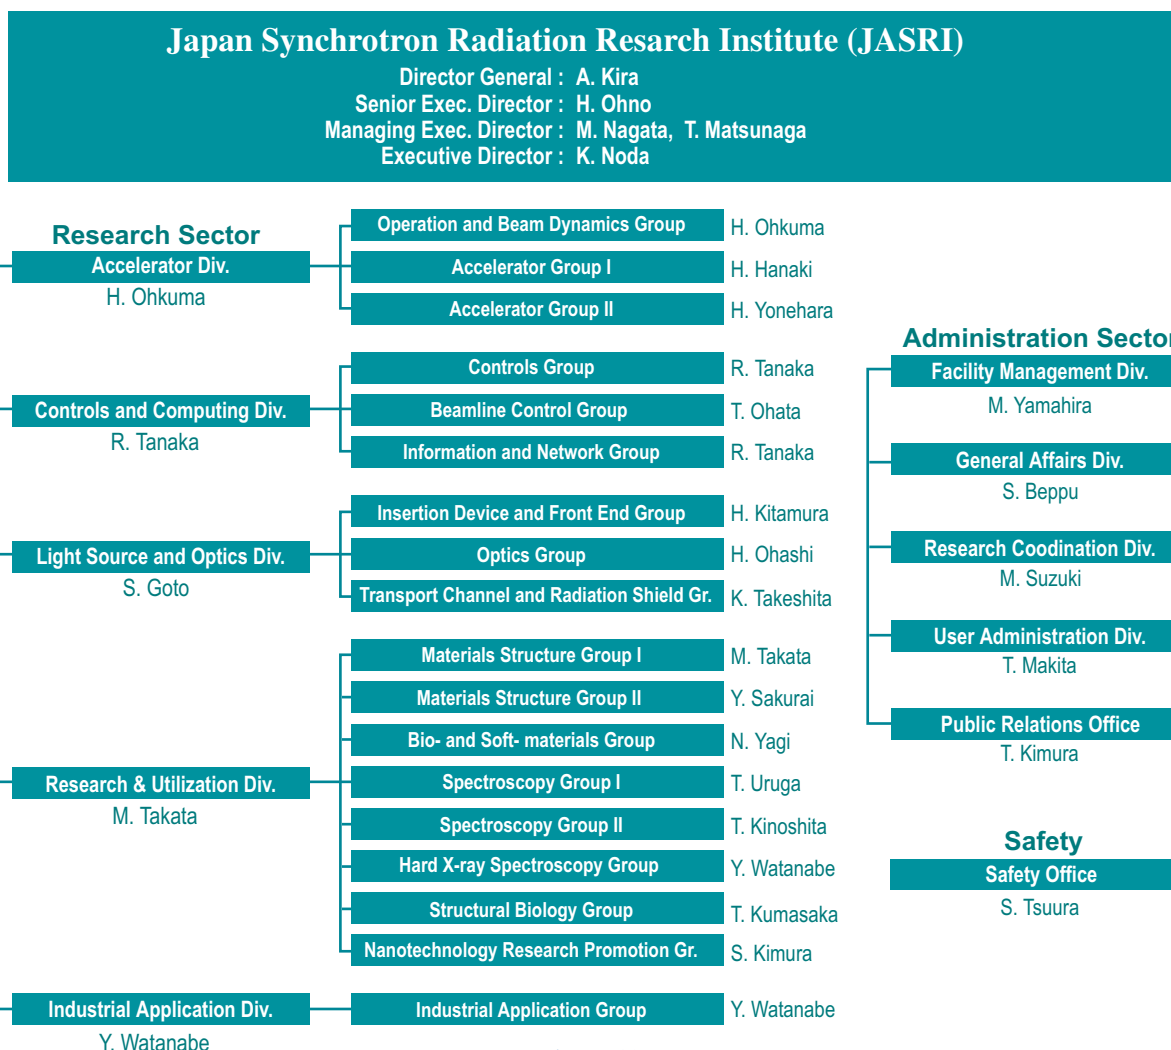 Japan Synchrotron Radiation Resarch Institute (JASRI)
Director General : A. Kira
Senior Exec. Director : H. Ohno
Managing Exec. Director : M. Nagata, T. Matsunaga
Executive Director : K. Noda
Research Sector
Accelerator Div.
H. Ohkuma
Operation and Beam Dynamics Group H. Ohkuma
Accelerator Group I H. Hanaki
Accelerator Group II H. Yonehara
Controls and Computing Div.
R. Tanaka
Controls Group R. Tanaka
Beamline Control Group T. Ohata
Information and Network Group R. Tanaka
Light Source and Optics Div.
S. Goto
Insertion Device and Front End Group H. Kitamura
Optics Group H. Ohashi
Transport Channel and Radiation Shield Gr. K. Takeshita
Research & Utilization Div.
M. Takata
Materials Structure Group I M. Takata
Materials Structure Group II Y. Sakurai
Bio- and Soft- materials Group N. Yagi
Spectroscopy Group I T. Uruga
Spectroscopy Group II T. Kinoshita
Hard X-ray Spectroscopy Group Y. Watanabe
Structural Biology Group T. Kumasaka
Nanotechnology Research Promotion Gr. S. Kimura
Industrial Application Div.
Y. Watanabe
Industrial Application Group Y. Watanabe
Administration Sector
Facility Management Div.
M. Yamahira
General Affairs Div.
S. Beppu
Research Coodination Div.
M. Suzuki
User Administration Div.
T. Makita
Public Relations Office
T. Kimura
Safety
Safety Office
S. Tsuura